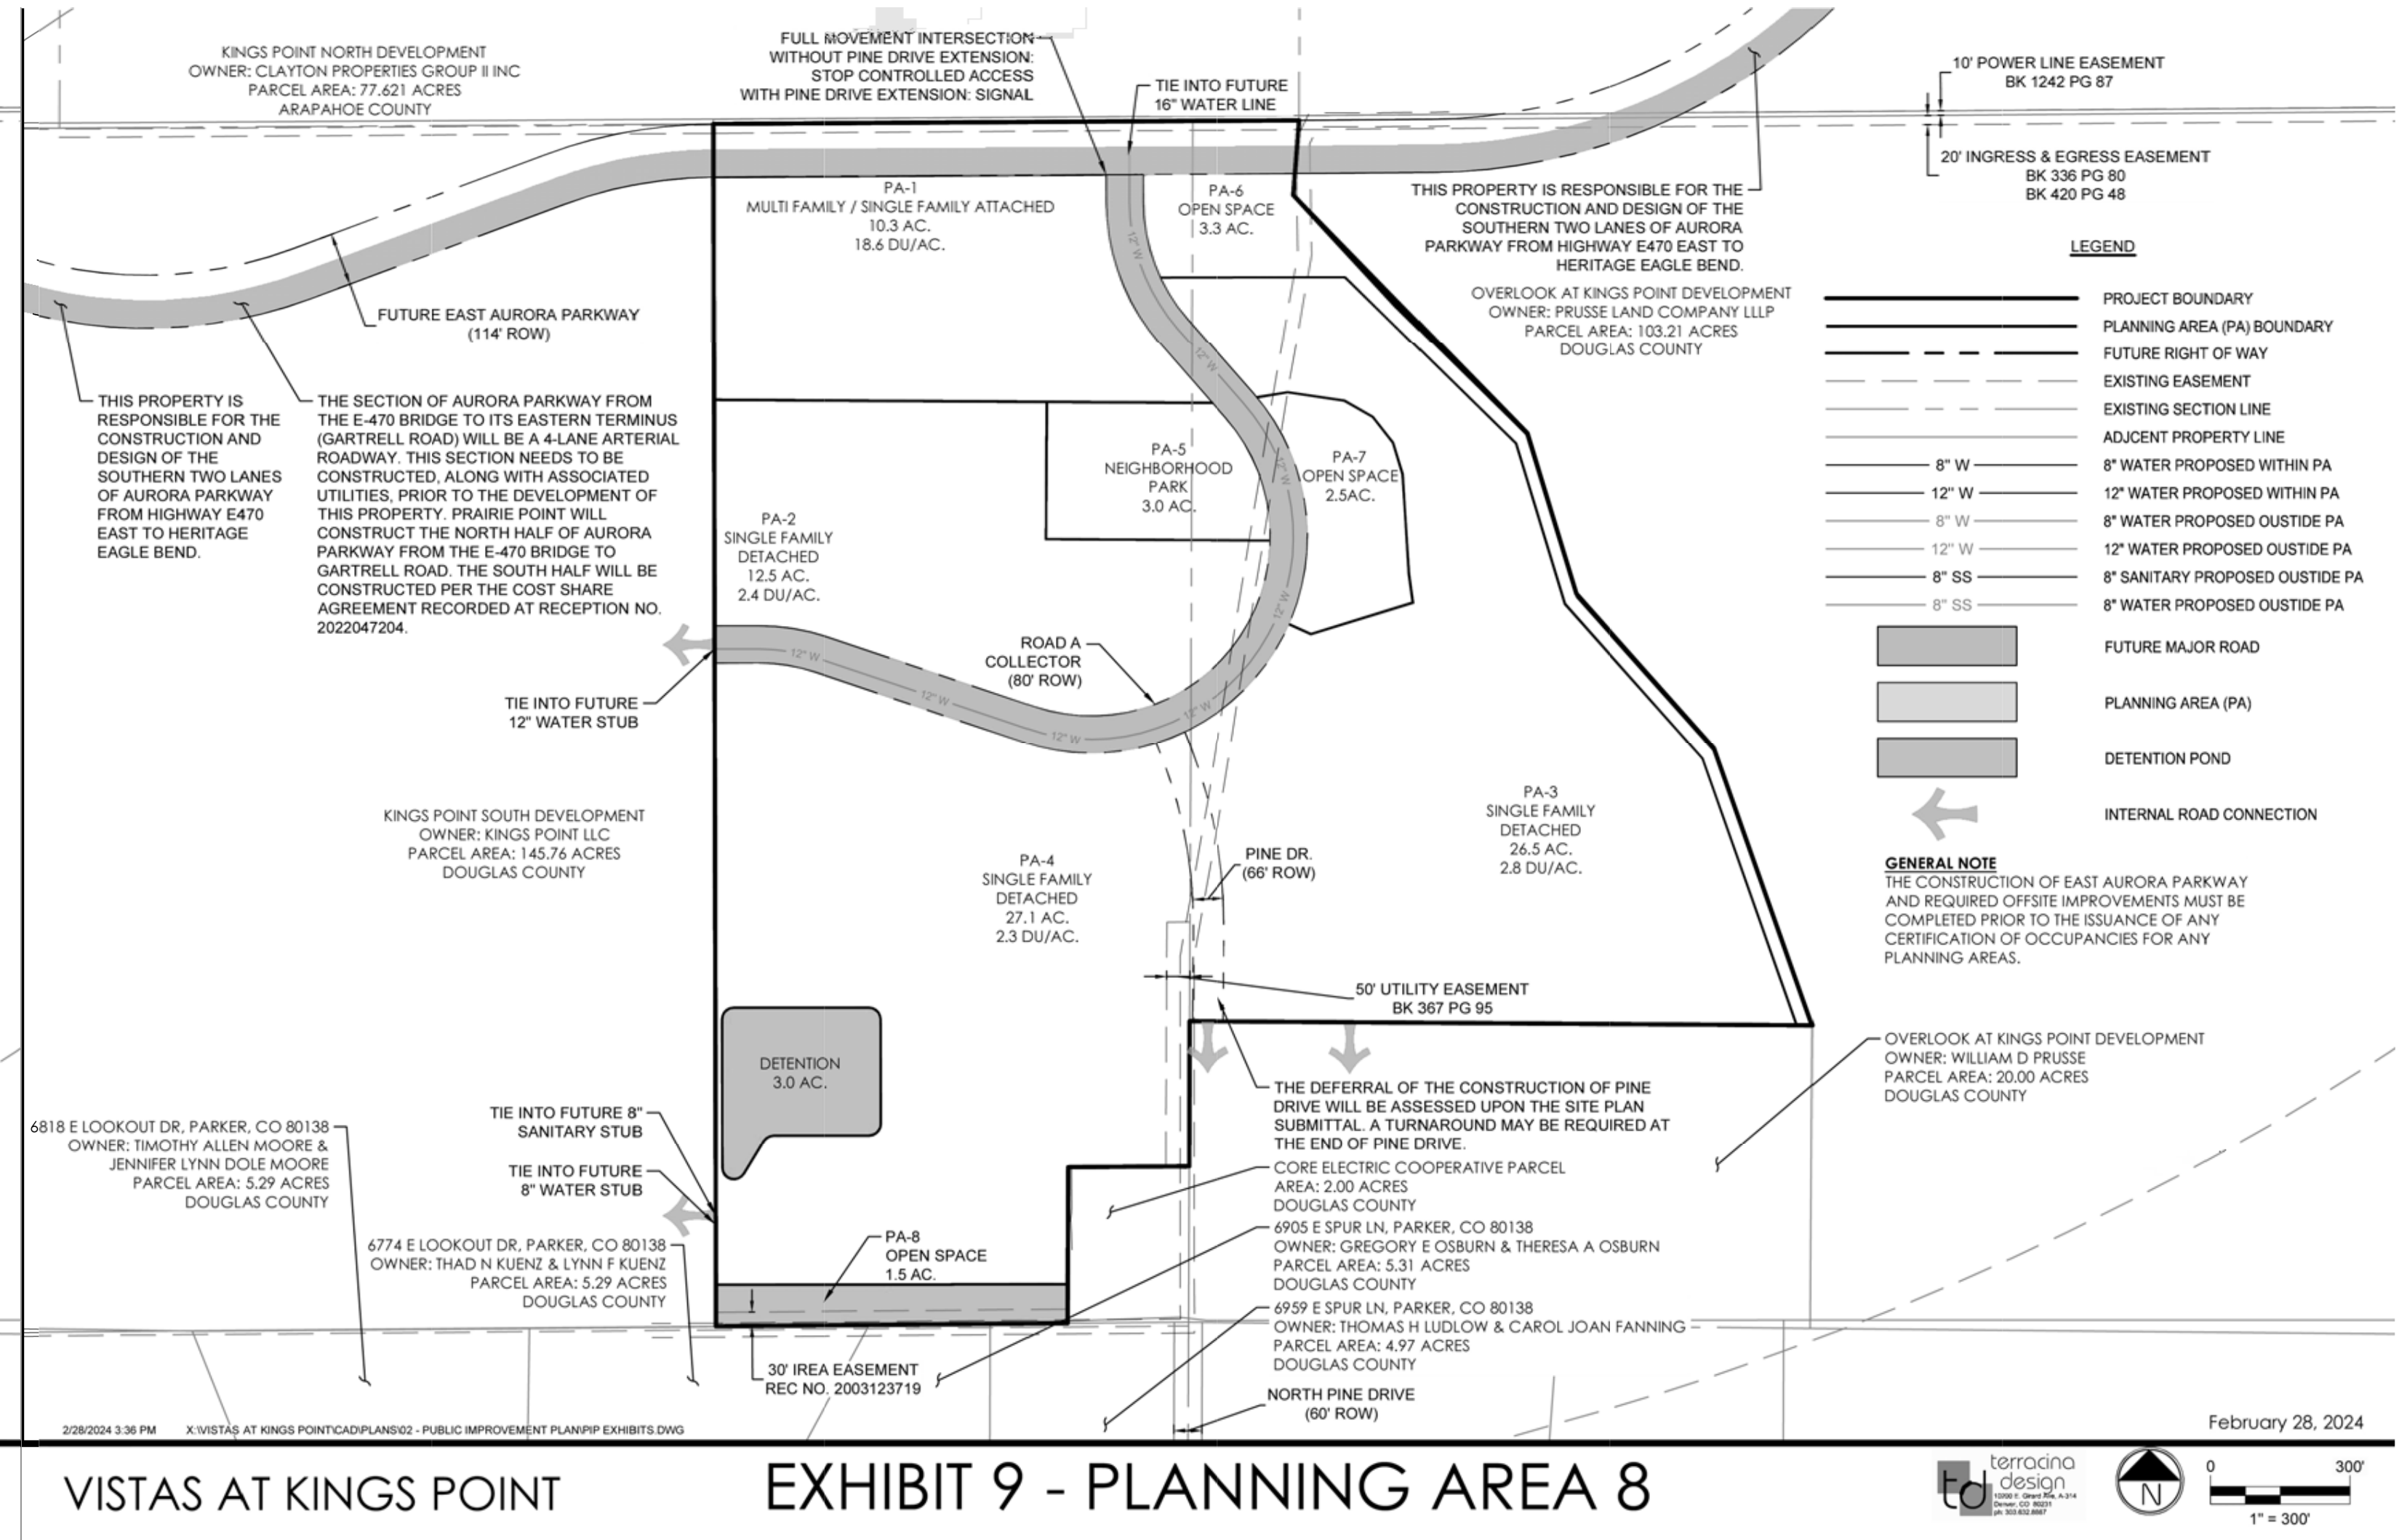 KINGS POINT NORTH DEVELOPMENT
OWNER: CLAYTON PROPERTIES GROUP II INC
PARCEL AREA: 77.621 ACRES
ARAPAHOE COUNTY
FULL MOVEMENT INTERSECTION
WITHOUT PINE DRIVE EXTENSION:
STOP CONTROLLED ACCESS
WITH PINE DRIVE EXTENSION: SIGNAL
TIE INTO FUTURE
16" WATER LINE
10' POWER LINE EASEMENT
BK 1242 PG 87
20' INGRESS & EGRESS EASEMENT
BK 336 PG 80
BK 420 PG 48
PA-1
MULTI FAMILY / SINGLE FAMILY ATTACHED
10.3 AC.
18.6 DU/AC.
PA-6
OPEN SPACE
3.3 AC.
THIS PROPERTY IS RESPONSIBLE FOR THE
CONSTRUCTION AND DESIGN OF THE
SOUTHERN TWO LANES OF AURORA
PARKWAY FROM HIGHWAY E470 EAST TO
HERITAGE EAGLE BEND.
OVERLOOK AT KINGS POINT DEVELOPMENT
OWNER: PRUSSE LAND COMPANY LLLP
PARCEL AREA: 103.21 ACRES
DOUGLAS COUNTY
FUTURE EAST AURORA PARKWAY
(114' ROW)
THIS PROPERTY IS
RESPONSIBLE FOR THE
CONSTRUCTION AND
DESIGN OF THE
SOUTHERN TWO LANES
OF AURORA PARKWAY
FROM HIGHWAY E470
EAST TO HERITAGE
EAGLE BEND.
THE SECTION OF AURORA PARKWAY FROM
THE E-470 BRIDGE TO ITS EASTERN TERMINUS
(GARTRELL ROAD) WILL BE A 4-LANE ARTERIAL
ROADWAY. THIS SECTION NEEDS TO BE
CONSTRUCTED, ALONG WITH ASSOCIATED
UTILITIES, PRIOR TO THE DEVELOPMENT OF
THIS PROPERTY. PRAIRIE POINT WILL
CONSTRUCT THE NORTH HALF OF AURORA
PARKWAY FROM THE E-470 BRIDGE TO
GARTRELL ROAD. THE SOUTH HALF WILL BE
CONSTRUCTED PER THE COST SHARE
AGREEMENT RECORDED AT RECEPTION NO.
2022047204.
12" W
12" W
12" W
12" W
12" W
12" W
12" W
12" W
PA-5
NEIGHBORHOOD
PARK
3.0 AC.
PA-7
OPEN SPACE
2.5AC.
PA-2
SINGLE FAMILY
DETACHED
12.5 AC.
2.4 DU/AC.
ROAD A
COLLECTOR
(80' ROW)
TIE INTO FUTURE
12" WATER STUB
LEGEND
PROJECT BOUNDARY
PLANNING AREA (PA) BOUNDARY
FUTURE RIGHT OF WAY
EXISTING EASEMENT
EXISTING SECTION LINE
ADJCENT PROPERTY LINE
8" W 8" WATER PROPOSED WITHIN PA
12" W 12" WATER PROPOSED WITHIN PA
8" W 8" WATER PROPOSED OUSTIDE PA
12" W 12" WATER PROPOSED OUSTIDE PA
8" SS 8" SANITARY PROPOSED OUSTIDE PA
8" SS 8" WATER PROPOSED OUSTIDE PA
FUTURE MAJOR ROAD
PLANNING AREA (PA)
DETENTION POND
INTERNAL ROAD CONNECTION
GENERAL NOTE
THE CONSTRUCTION OF EAST AURORA PARKWAY
AND REQUIRED OFFSITE IMPROVEMENTS MUST BE
COMPLETED PRIOR TO THE ISSUANCE OF ANY
CERTIFICATION OF OCCUPANCIES FOR ANY
PLANNING AREAS.
KINGS POINT SOUTH DEVELOPMENT
OWNER: KINGS POINT LLC
PARCEL AREA: 145.76 ACRES
DOUGLAS COUNTY
PA-4
SINGLE FAMILY
DETACHED
27.1 AC.
2.3 DU/AC.
PINE DR.
(66' ROW)
PA-3
SINGLE FAMILY
DETACHED
26.5 AC.
2.8 DU/AC.
50' UTILITY EASEMENT
BK 367 PG 95
DETENTION
3.0 AC.
OVERLOOK AT KINGS POINT DEVELOPMENT
OWNER: WILLIAM D PRUSSE
PARCEL AREA: 20.00 ACRES
DOUGLAS COUNTY
THE DEFERRAL OF THE CONSTRUCTION OF PINE
DRIVE WILL BE ASSESSED UPON THE SITE PLAN
SUBMITTAL. A TURNAROUND MAY BE REQUIRED AT
THE END OF PINE DRIVE.
CORE ELECTRIC COOPERATIVE PARCEL
AREA: 2.00 ACRES
DOUGLAS COUNTY
6905 E SPUR LN, PARKER, CO 80138
OWNER: GREGORY E OSBURN & THERESA A OSBURN
PARCEL AREA: 5.31 ACRES
DOUGLAS COUNTY
6959 E SPUR LN, PARKER, CO 80138
OWNER: THOMAS H LUDLOW & CAROL JOAN FANNING
PARCEL AREA: 4.97 ACRES
DOUGLAS COUNTY
NORTH PINE DRIVE
(60' ROW)
6818 E LOOKOUT DR, PARKER, CO 80138
OWNER: TIMOTHY ALLEN MOORE &
JENNIFER LYNN DOLE MOORE
PARCEL AREA: 5.29 ACRES
DOUGLAS COUNTY
TIE INTO FUTURE 8"
SANITARY STUB
TIE INTO FUTURE
8" WATER STUB
6774 E LOOKOUT DR, PARKER, CO 80138
OWNER: THAD N KUENZ & LYNN F KUENZ
PARCEL AREA: 5.29 ACRES
DOUGLAS COUNTY
PA-8
OPEN SPACE
1.5 AC.
30' IREA EASEMENT
REC NO. 2003123719
2/28/2024 3:36 PM X:\VISTAS AT KINGS POINT\CAD\PLANS\02 - PUBLIC IMPROVEMENT PLAN\PIP EXHIBITS.DWG
February 28, 2024
VISTAS AT KINGS POINT
EXHIBIT 9 - PLANNING AREA 8
td
terracina
design
10200 E. Girard Ave, A-314
Denver, CO 80231
ph: 303.632.8867
N
0 300'
1" = 300'